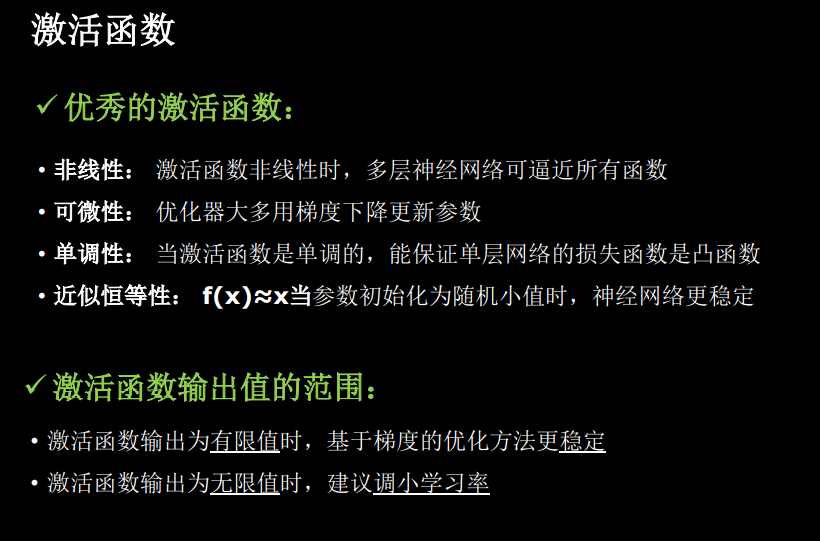 激活函数
✓优秀的激活函数：
• 非线性： 激活函数非线性时，多层神经网络可逼近所有函数
• 可微性： 优化器大多用梯度下降更新参数
• 单调性： 当激活函数是单调的，能保证单层网络的损失函数是凸函数
• 近似恒等性： f(x)≈x当参数初始化为随机小值时，神经网络更稳定
✓激活函数输出值的范围：
• 激活函数输出为有限值时，基于梯度的优化方法更稳定
• 激活函数输出为无限值时，建议调小学习率